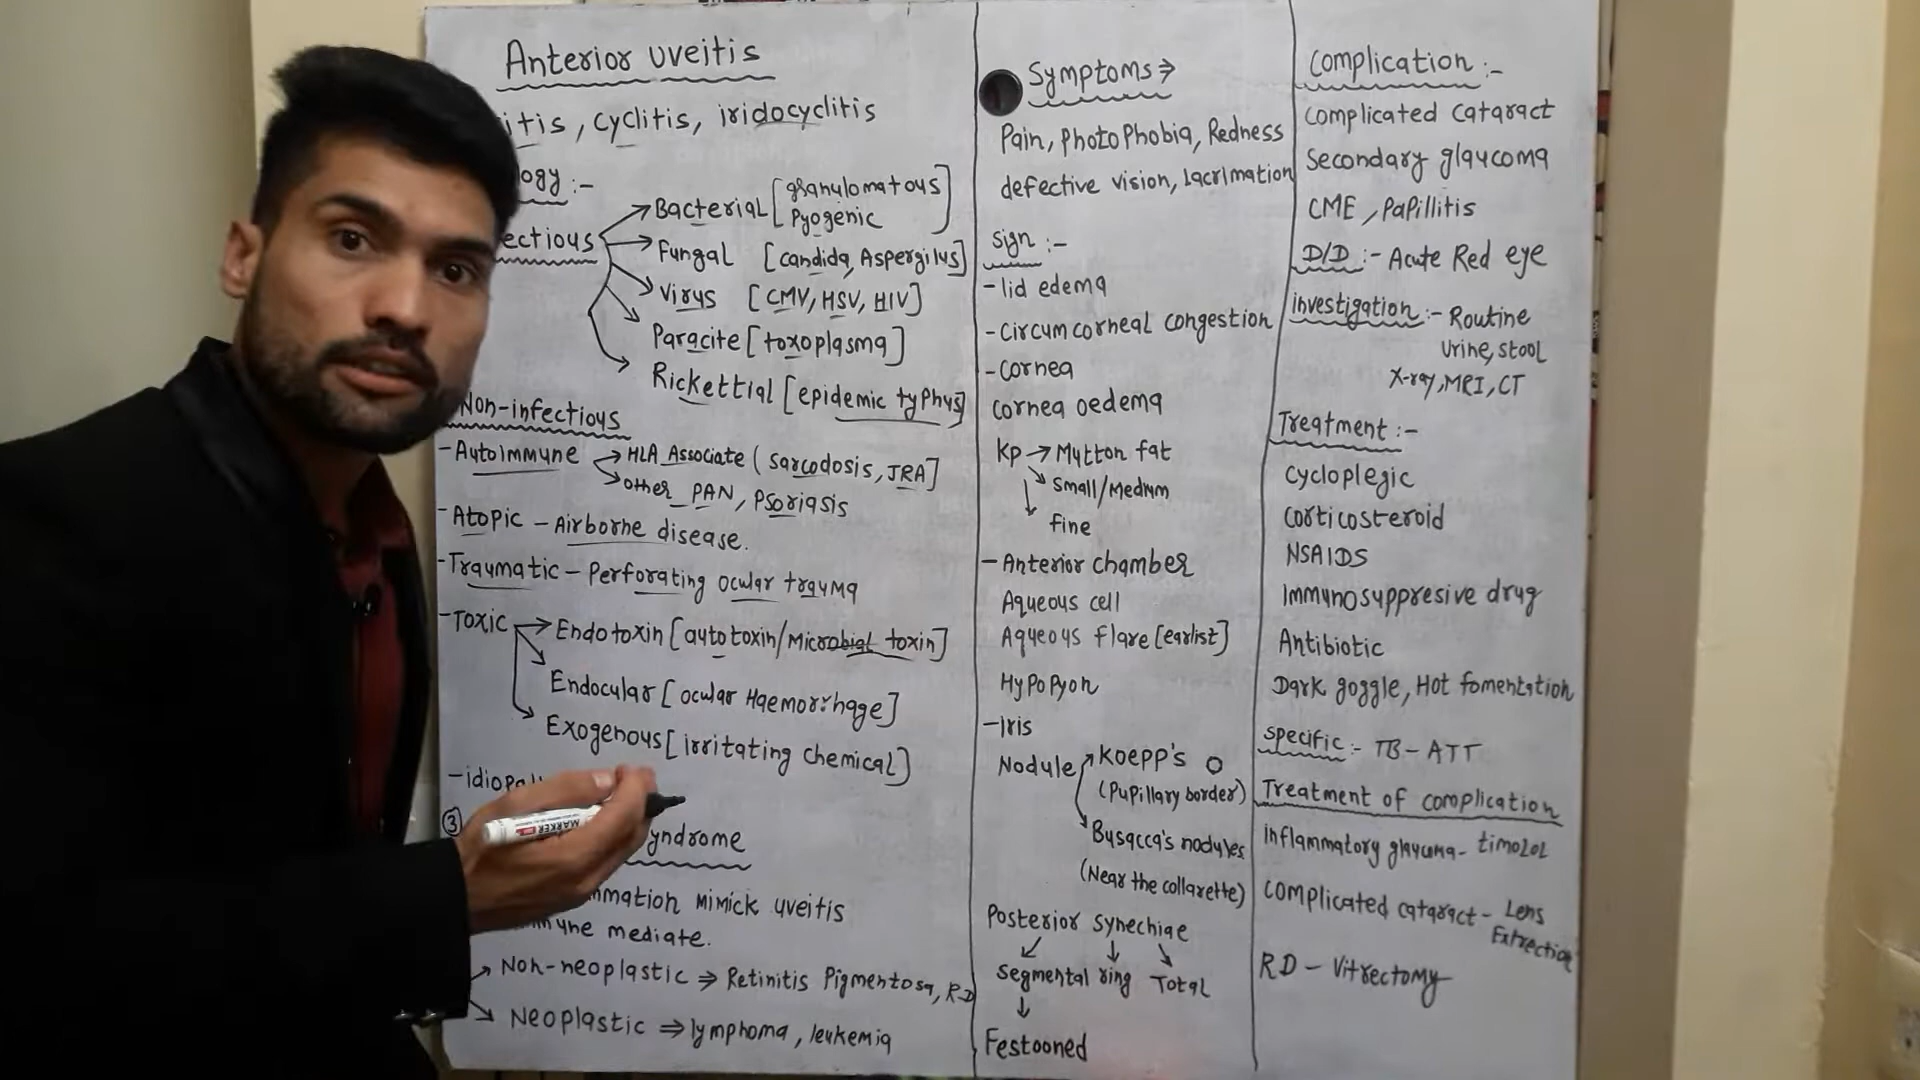 Anterior uveitis
itis, cyclitis, iridocyclitis
logy :-
ectious
Bacterial [granulomatous
Pyogenic]
Fungal [candida, Aspergilus]
Virus [CMV, HSV, HIV]
Paracite [toxoplasma]
Rickettial [epidemic typhus]
Non-infectious
- Autoimmune → HLA Associate (sarcodosis, JRA]
other PAN, Psoriasis
- Atopic - Airborne disease.
- Traumatic - Perforating ocular trauma
- Toxic → Endotoxin [autotoxin/Microbial toxin]
Endocular [ocular Haemorrhage]
Exogenous [irritating chemical]
- idiopa
③ yndrome
mmation mimick uveitis
mune mediate.
Non-neoplastic ⇒ Retinitis Pigmentosa, RD
Neoplastic ⇒ lymphoma, leukemia
MARKER
Symptoms ⇒
Pain, photophobia, Redness
defective vision, lacrimation
sign :-
- lid edema
- Circumcorneal congestion
- Cornea
Cornea oedema
Kp → Mutton fat
small/Medium
fine
- Anterior chamber
Aqueous cell
Aqueous flare [earlist]
Hypopyon
- Iris
Nodule Koepp's o
(Pupillary border)
Busacca's nodules
(Near the collarette)
Posterior synechiae
Segmental ring Total
Festooned
Complication :-
Complicated cataract
Secondary glaucoma
CME, Papillitis
D/D :- Acute Red eye
investigation :- Routine
urine, stool
X-ray, MRI, CT
Treatment :-
Cycloplegic
Corticosteroid
NSAIDS
Immunosuppresive drug
Antibiotic
Dark goggle, Hot fomentation
Specific :- TB - ATT
Treatment of complication
inflammatory glaucoma - timolol
Complicated cataract - Lens
Extrection
RD - Vitrectomy